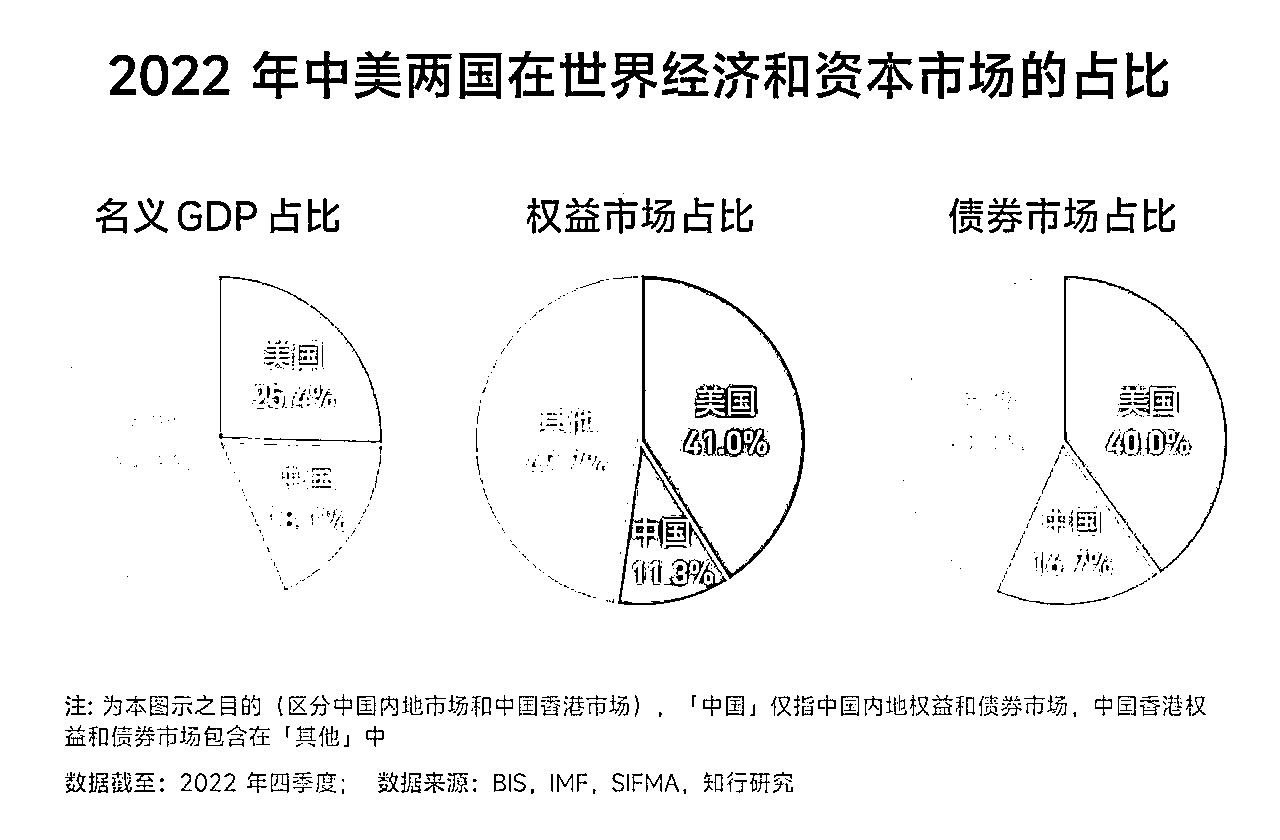 2022 年中美两国在世界经济和资本市场的占比
名义 GDP 占比
权益市场占比
债券市场占比
美国
25.4%
中国
其他
美国
41.0%
中国
11.3%
美国
40.0%
中国
16.7%
注: 为本图示之目的（区分中国内地市场和中国香港市场），「中国」仅指中国内地权益和债券市场，中国香港权
益和债券市场包含在「其他」中
数据截至：2022 年四季度； 数据来源：BIS，IMF，SIFMA，知行研究